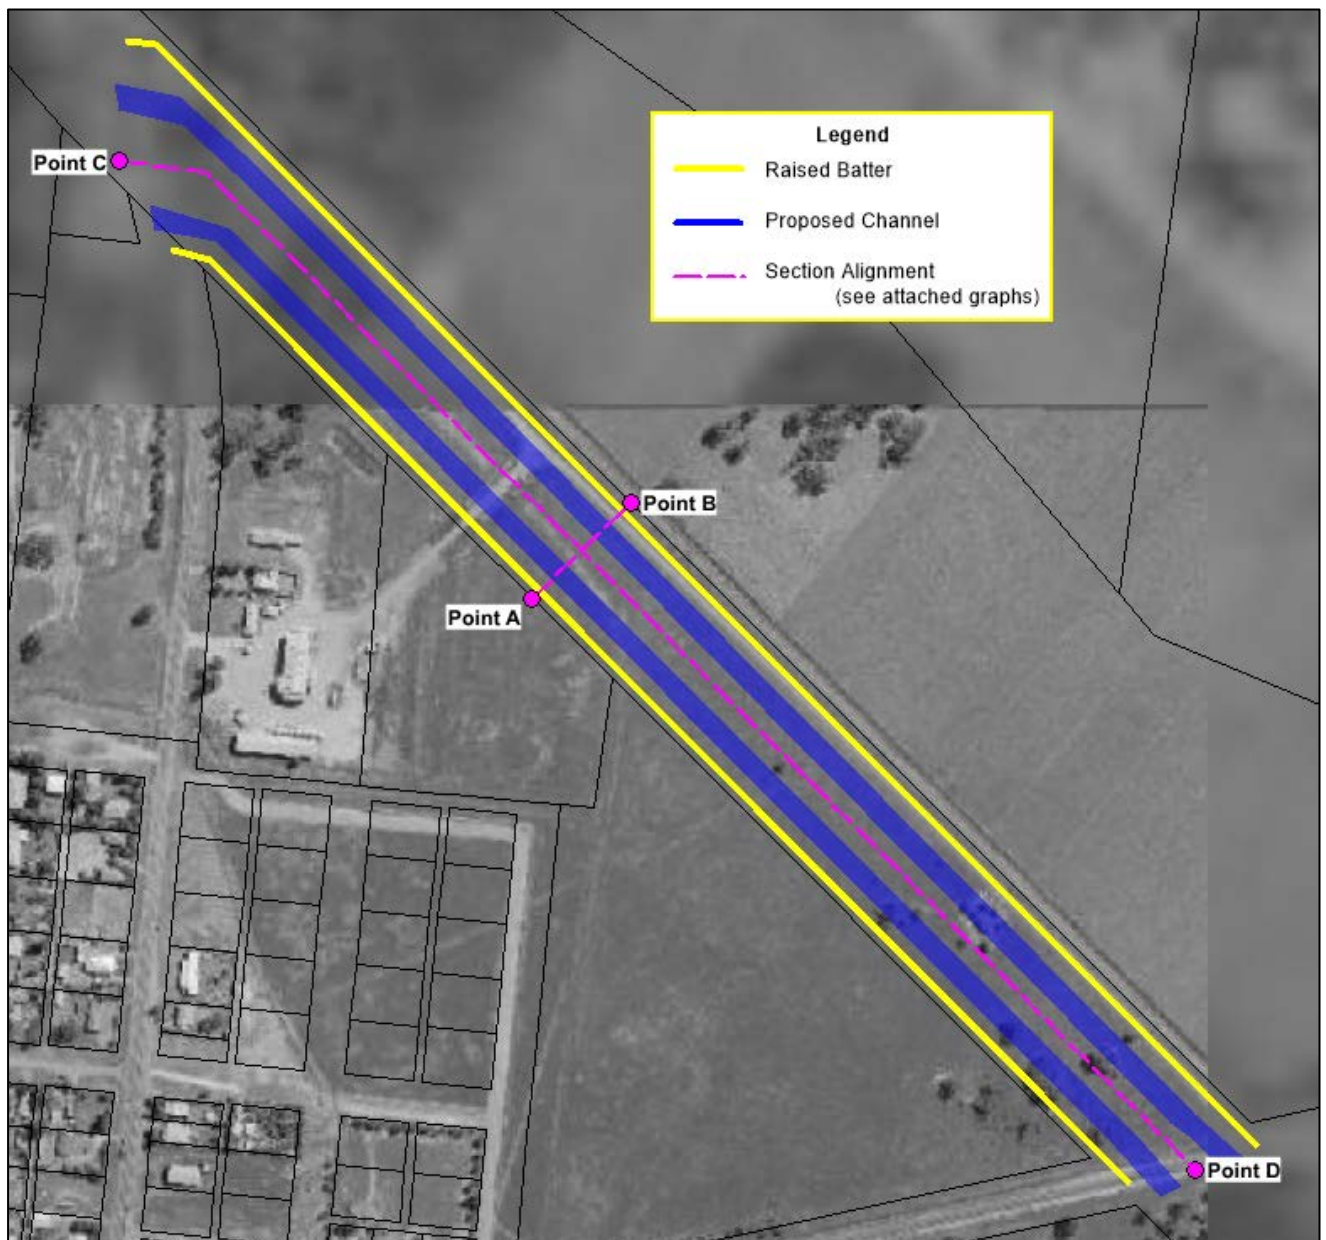 Legend
Raised Batter
Proposed Channel
Section Alignment
(see attached graphs)
Point C
Point B
Point A
Point D